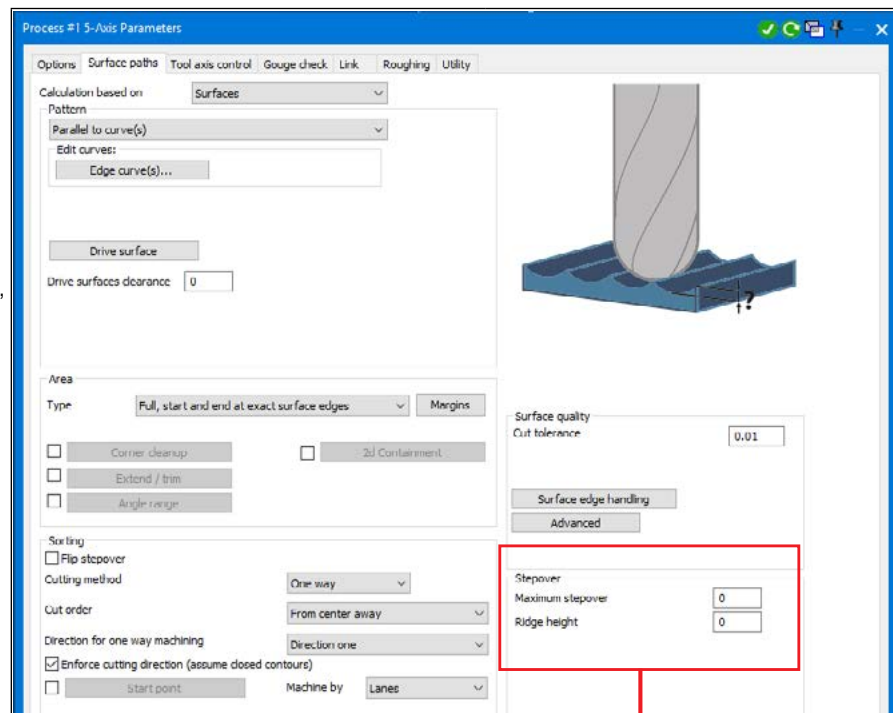 Process #1 5-Axis Parameters
Options Surface paths Tool axis control Gouge check Link Roughing Utility
Calculation based on Surfaces
Pattern
Parallel to curve(s)
Edit curves:
Edge curve(s)...
Drive surface
Drive surfaces clearance 0
,
?
Area
Type Full, start and end at exact surface edges Margins
Corner cleanup 2d Containment
Extend / trim
Angle range
Surface quality
Cut tolerance 0.01
Surface edge handling
Advanced
Sorting
Flip stepover
Cutting method One way
Cut order From center away
Direction for one way machining Direction one
Enforce cutting direction (assume closed contours)
Start point Machine by Lanes
Stepover
Maximum stepover 0
Ridge height 0